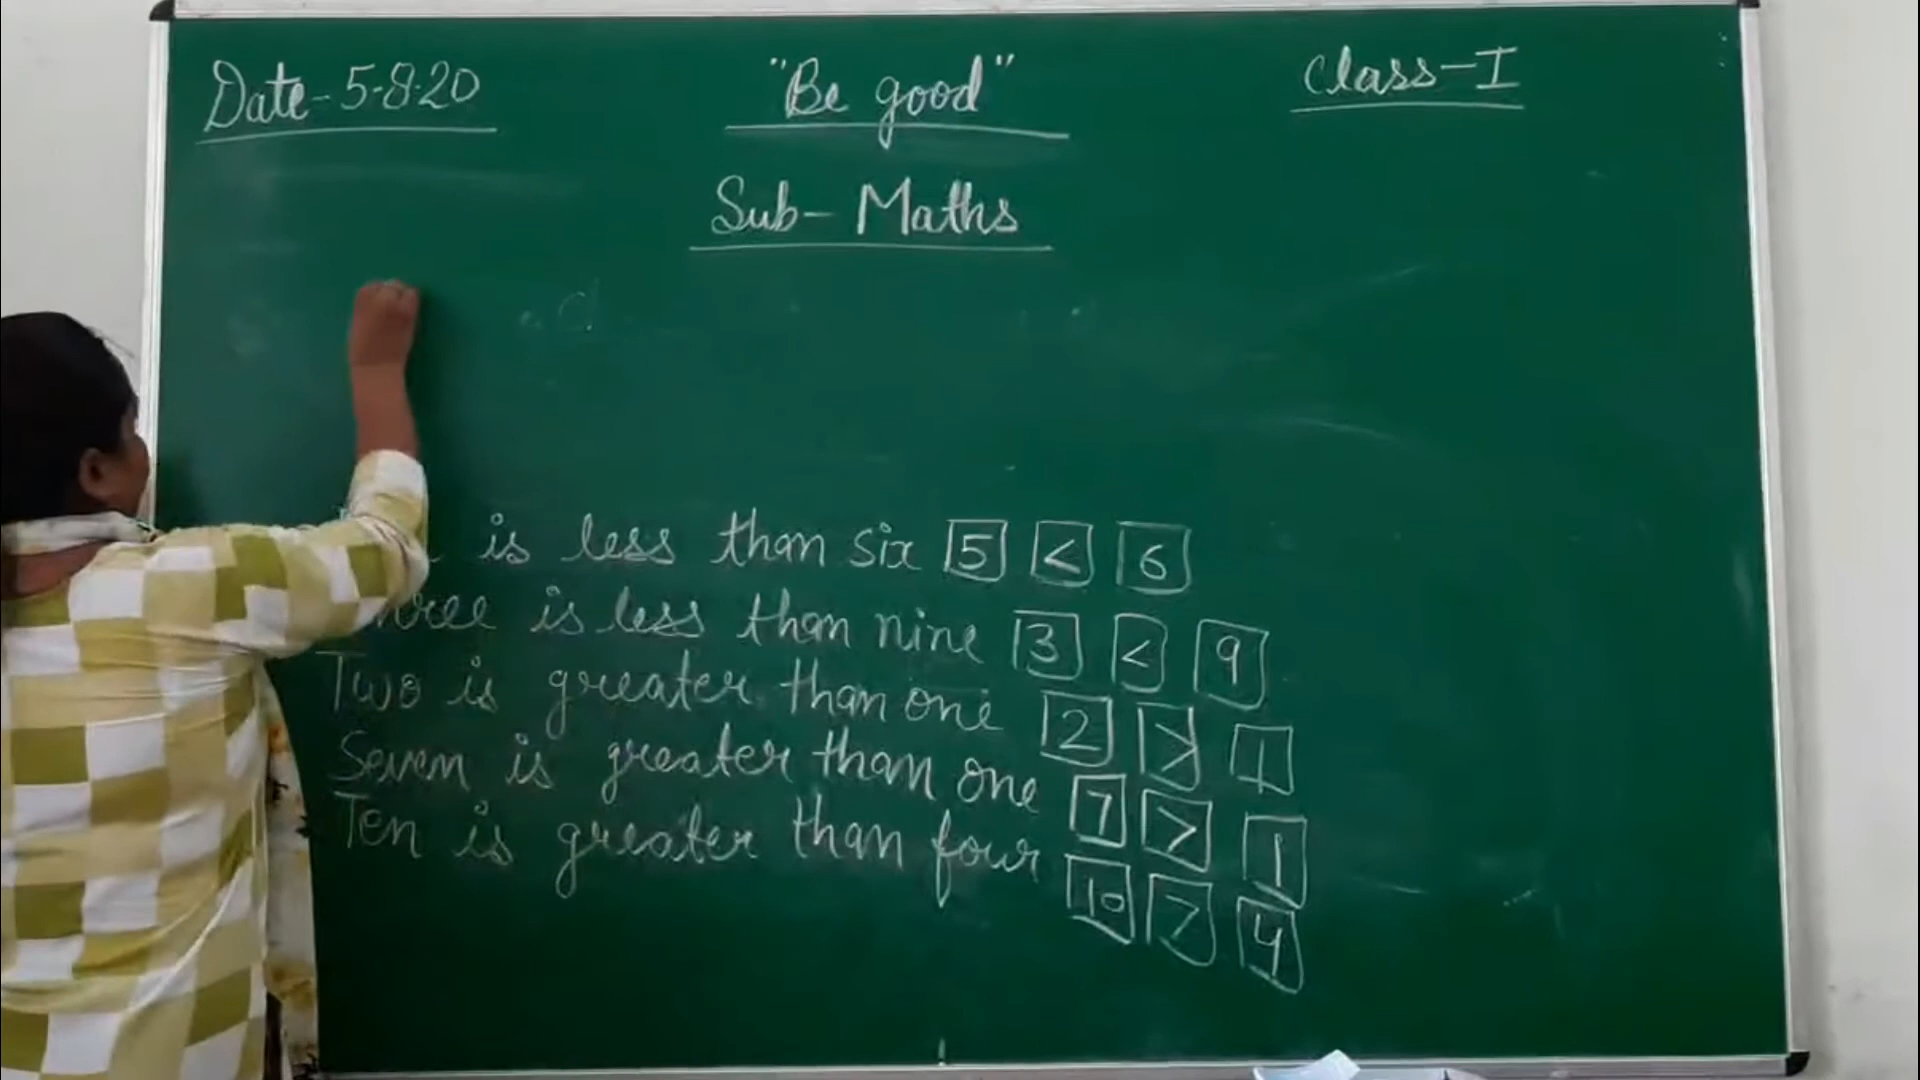 Date-5-8-20
"Be good"
Class-I
Sub- Maths
is less than six 5 < 6
Three is less than nine 3 < 9
Two is greater than one 2 > 1
Seven is greater than one 7 > 1
Ten is greater than four 10 > 4